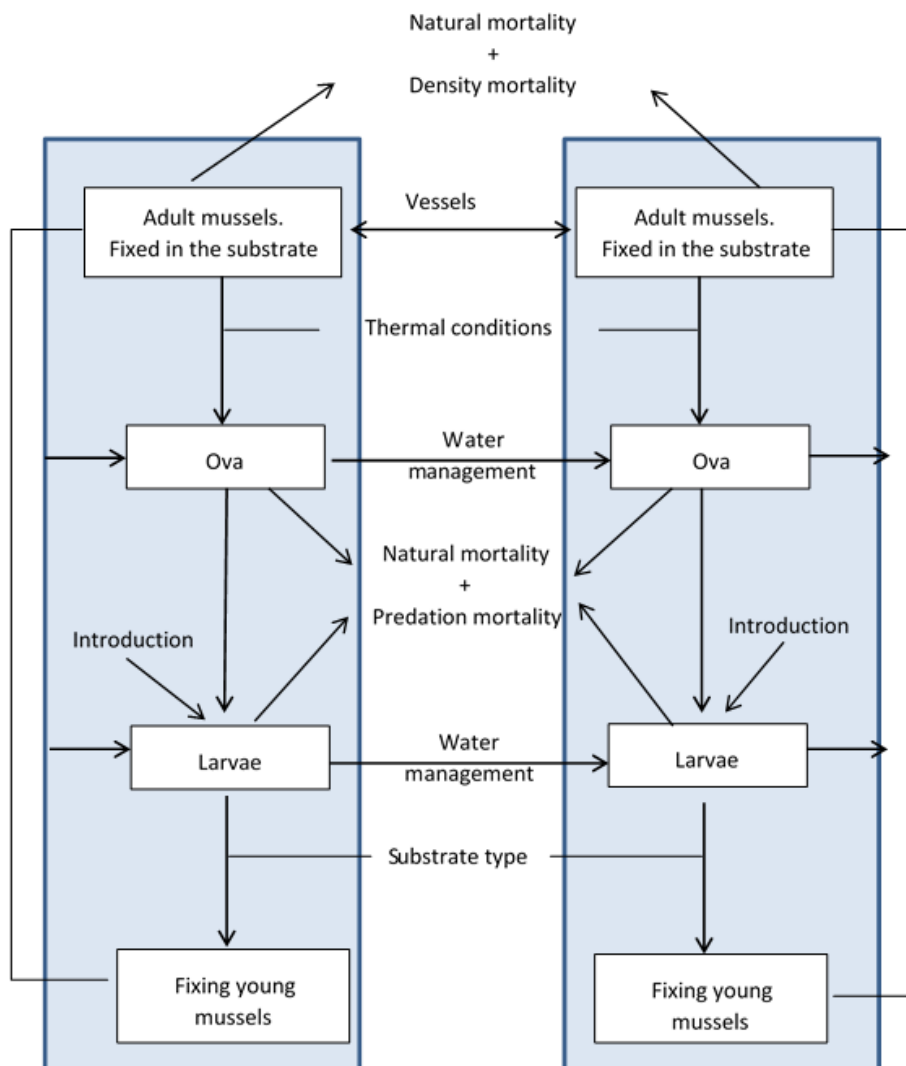 Natural mortality
+
Density mortality
Adult mussels.
Fixed in the substrate
Vessels
Adult mussels.
Fixed in the substrate
Thermal conditions
Ova
Water
management
Ova
Natural mortality
+
Predation mortality
Introduction
Introduction
Larvae
Water
management
Larvae
Substrate type
Fixing young
mussels
Fixing young
mussels